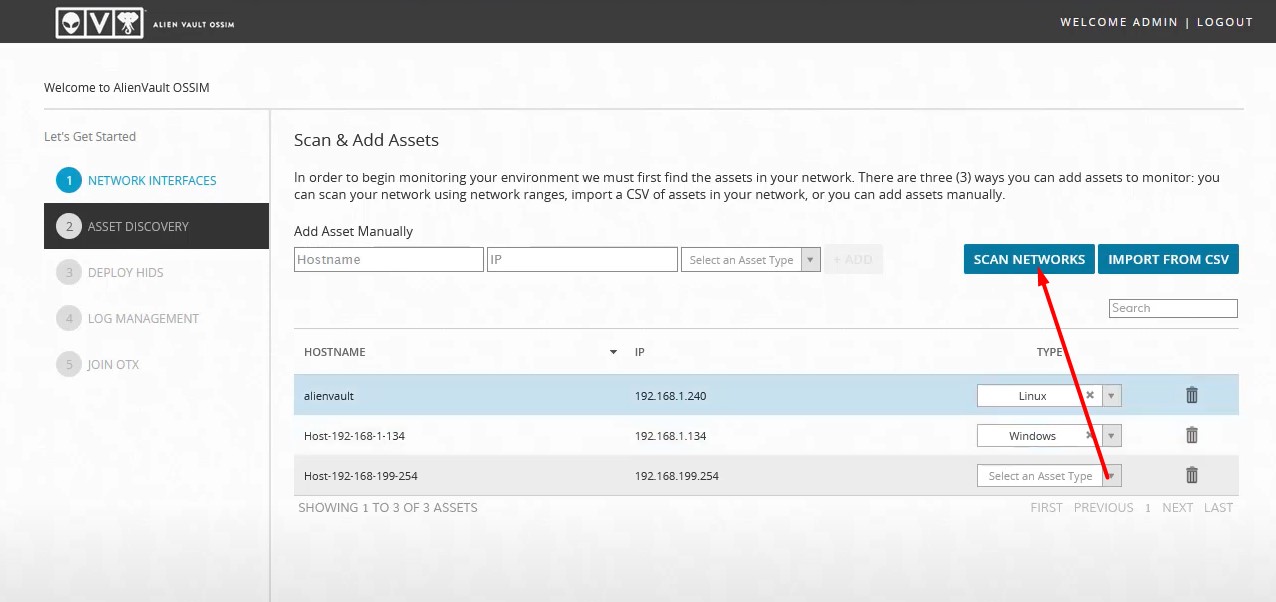 OV ALIEN VAULT OSSIM
WELCOME ADMIN | LOGOUT
Welcome to AlienVault OSSIM
Let's Get Started
1 NETWORK INTERFACES
2 ASSET DISCOVERY
3 DEPLOY HIDS
4 LOG MANAGEMENT
5 JOIN OTX
Scan & Add Assets
In order to begin monitoring your environment we must first find the assets in your network. There are three (3) ways you can add assets to monitor: you
can scan your network using network ranges, import a CSV of assets in your network, or you can add assets manually.
Add Asset Manually
Hostname IP Select an Asset Type + ADD SCAN NETWORKS IMPORT FROM CSV
Search
HOSTNAME IP TYPE
alienvault 192.168.1.240 Linux
Host-192-168-1-134 192.168.1.134 Windows
Host-192-168-199-254 192.168.199.254 Select an Asset Type
SHOWING 1 TO 3 OF 3 ASSETS FIRST PREVIOUS 1 NEXT LAST